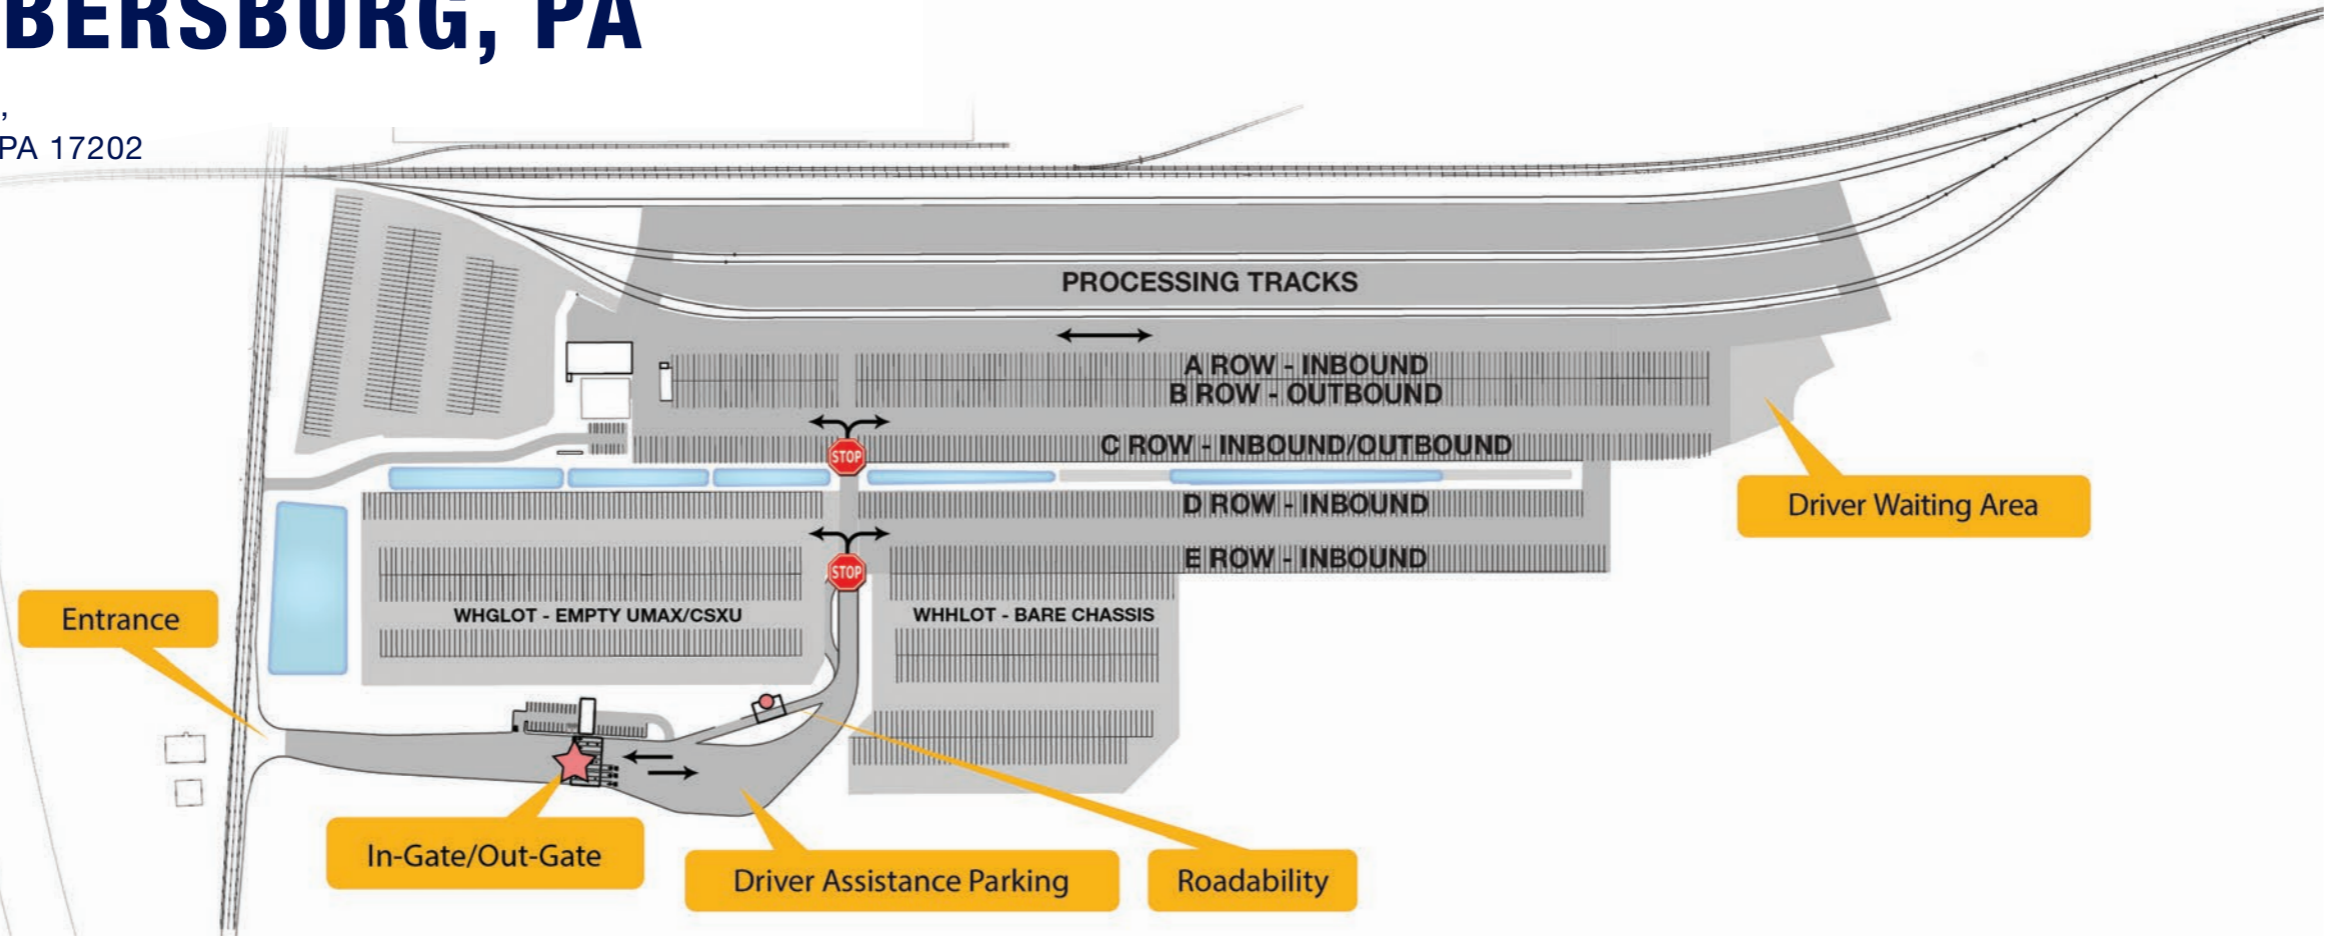 BERSBURG, PA
,
PA 17202
PROCESSING TRACKS
A ROW - INBOUND
B ROW - OUTBOUND
C ROW - INBOUND/OUTBOUND
STOP
D ROW - INBOUND
Driver Waiting Area
E ROW - INBOUND
STOP
Entrance
WHGLOT - EMPTY UMAX/CSXU
WHHLOT - BARE CHASSIS
In-Gate/Out-Gate
Driver Assistance Parking
Roadability